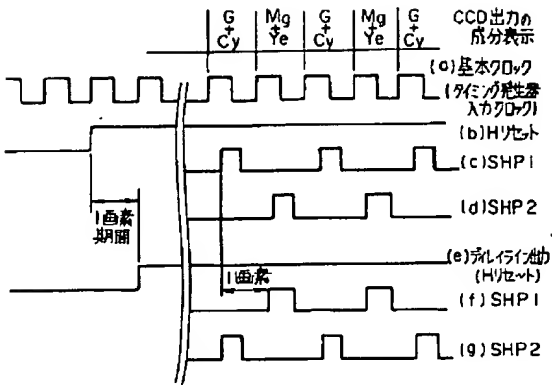 G + Cy
Mg + Ye
G + Cy
Mg + Ye
G + Cy
CCD出力の
成分表示
(a)基本クロック
(タイミング発生器
入力クロック)
(b)Hリセット
(c)SHP1
(d)SHP2
1画素
期間
(e)ディレイライン出力
(Hリセット)
1画素
(f)SHP1
(g)SHP2